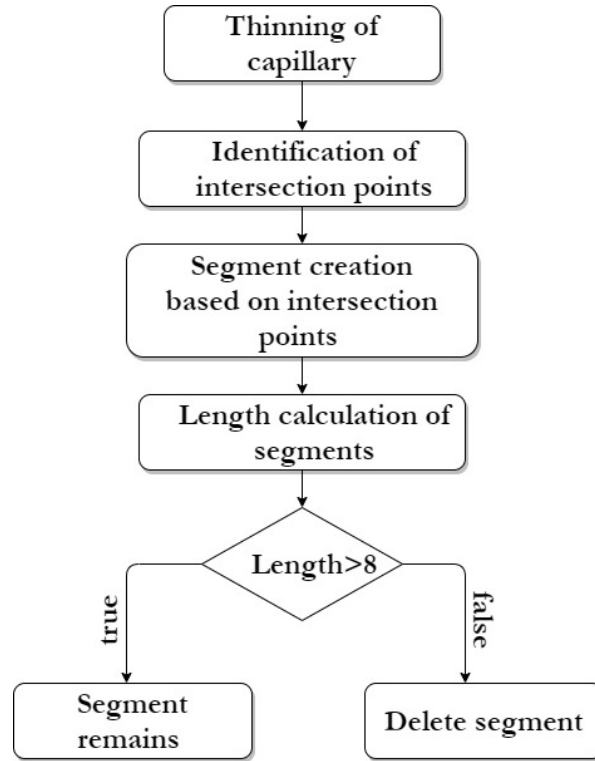 Thinning of
capillary
Identification of
intersection points
Segment creation
based on intersection
points
Length calculation of
segments
Length>8
true
false
Segment
remains
Delete segment